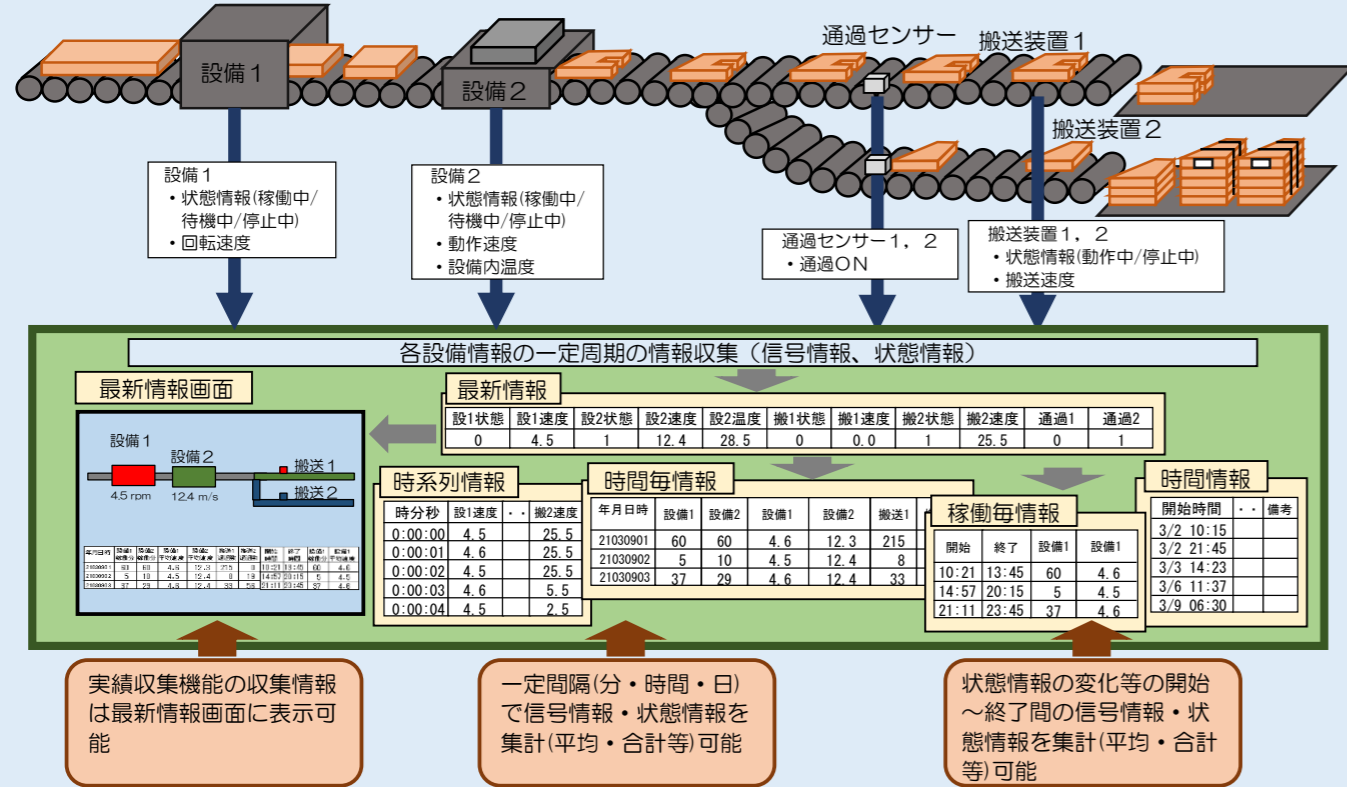 通過センサー
搬送装置1
設備1
設備2
搬送装置2
設備1
・状態情報(稼働中/
待機中/停止中)
・回転速度
設備2
・状態情報(稼働中/
待機中/停止中)
・動作速度
・設備内温度
通過センサー1，2
・通過ON
搬送装置1，2
・状態情報(動作中/停止中)
・搬送速度
各設備情報の一定周期の情報収集（信号情報、状態情報）
最新情報画面
設備1
設備2
搬送1
搬送2
4.5 rpm
12.4 m/s
最新情報
設1状態 設1速度 設2状態 設2速度 設2温度 搬1状態 搬1速度 搬2状態 搬2速度 通過1 通過2
0 4.5 1 12.4 28.5 0 0.0 1 25.5 0 1
時系列情報
時分秒 設1速度 ・・ 搬2速度
0:00:00 4.5 25.5
0:00:01 4.6 25.5
0:00:02 4.5 25.5
0:00:03 4.6 5.5
0:00:04 4.5 2.5
時間毎情報
年月日時 設備1 設備2 設備1 設備2 搬送1
21030901 60 60 4.6 12.3 215
21030902 5 10 4.5 12.4 8
21030903 37 29 4.6 12.4 33
稼働毎情報
開始 終了 設備1 設備1
10:21 13:45 60 4.6
14:57 20:15 5 4.5
21:11 23:45 37 4.6
時間情報
開始時間 ・・ 備考
3/2 10:15
3/2 21:45
3/3 14:23
3/6 11:37
3/9 06:30
実績収集機能の収集情報
は最新情報画面に表示可
能
一定間隔(分・時間・日)
で信号情報・状態情報を
集計(平均・合計等)可能
状態情報の変化等の開始
～終了間の信号情報・状
態情報を集計(平均・合計
等)可能